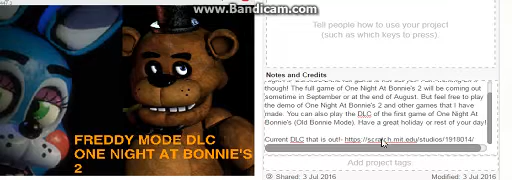 www.Bandicam.com
Tell people how to use your project
(such as which keys to press).
Notes and Credits
though! The full game of One Night At Bonnie's 2 will be coming out
sometime in September or at the end of August. But feel free to play
the demo of One Night At Bonnie's 2 and other games that I have
made. You can also play the DLC of the first game of One Night At
Bonnie's (Old Bonnie Mode). Have a great holiday or rest of you day!
Current DLC that is out!- https://scratch.mit.edu/studios/1918014/
Add project tags
Shared: 3 Jul 2016 Modified: 3 Jul 2016
FREDDY MODE DLC
ONE NIGHT AT BONNIE'S
2